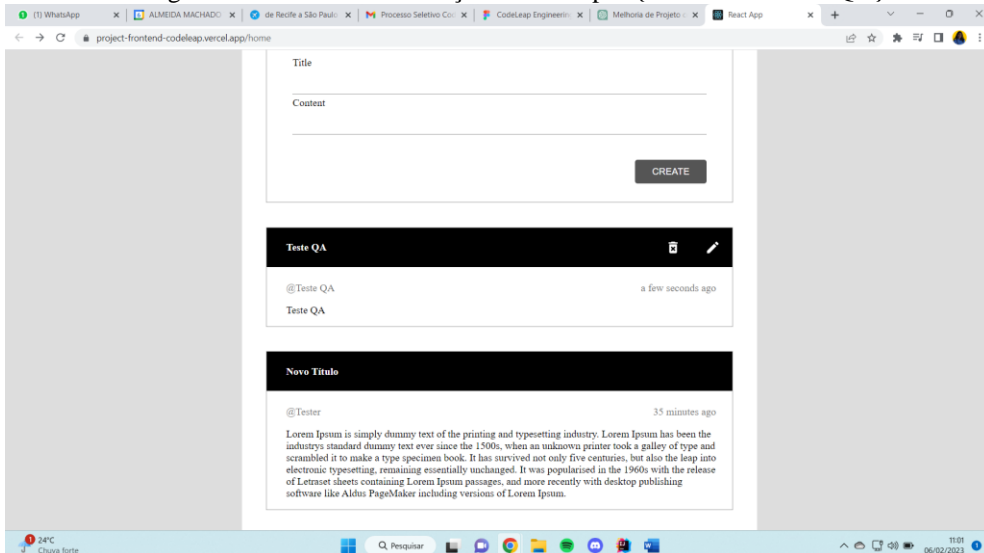 (1) WhatsApp
ALMEIDA MACHADO
de Recife a São Paulo
Processo Seletivo Co
CodeLeap Engineerin
Melhoria de Projeto
React App
project-frontend-codeleap.vercel.app/home
Title
Content
CREATE
Teste QA
@Teste QA a few seconds ago
Teste QA
Novo Título
@Tester 35 minutes ago
Lorem Ipsum is simply dummy text of the printing and typesetting industry. Lorem Ipsum has been the
industrys standard dummy text ever since the 1500s, when an unknown printer took a galley of type and
scrambled it to make a type specimen book. It has survived not only five centuries, but also the leap into
electronic typesetting, remaining essentially unchanged. It was popularised in the 1960s with the release
of Letraset sheets containing Lorem Ipsum passages, and more recently with desktop publishing
software like Aldus PageMaker including versions of Lorem Ipsum.
1
24°C
Chuva forte
Pesquisar
11:01
06/02/2023
1